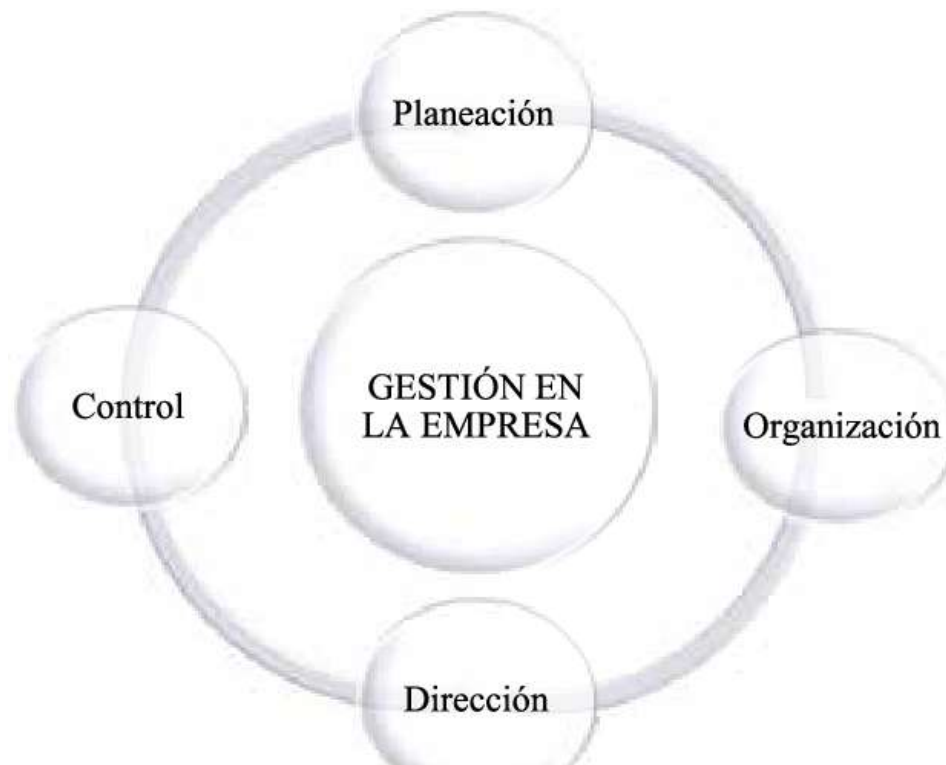 Planeación
Control
GESTIÓN EN
LA EMPRESA
Organización
Dirección